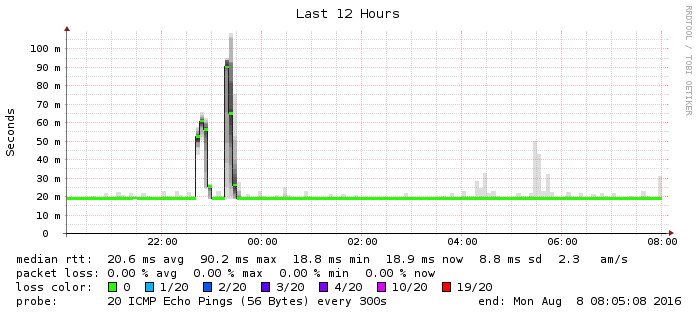 Last 12 Hours
RRDTOOL / TOBI OETIKER
Seconds
100 m
90 m
80 m
70 m
60 m
50 m
40 m
30 m
20 m
10 m
0
22:00 00:00 02:00 04:00 06:00 08:00
median rtt: 20.6 ms avg 90.2 ms max 18.8 ms min 18.9 ms now 8.8 ms sd 2.3 am/s
packet loss: 0.00 % avg 0.00 % max 0.00 % min 0.00 % now
loss color: 0 1/20 2/20 3/20 4/20 10/20 19/20
probe: 20 ICMP Echo Pings (56 Bytes) every 300s end: Mon Aug 8 08:05:08 2016